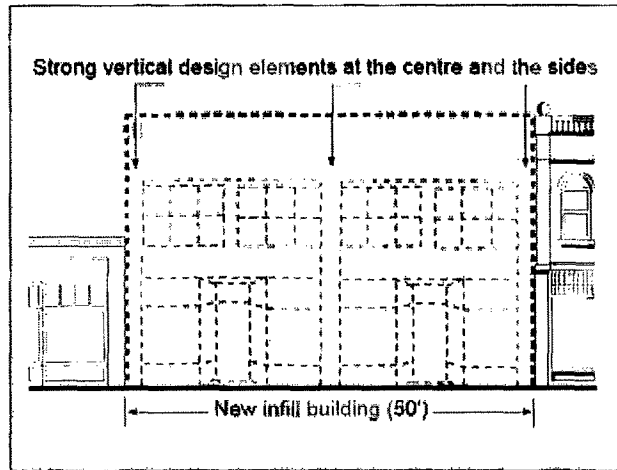 Strong vertical design elements at the centre and the sides
New infill building (50')